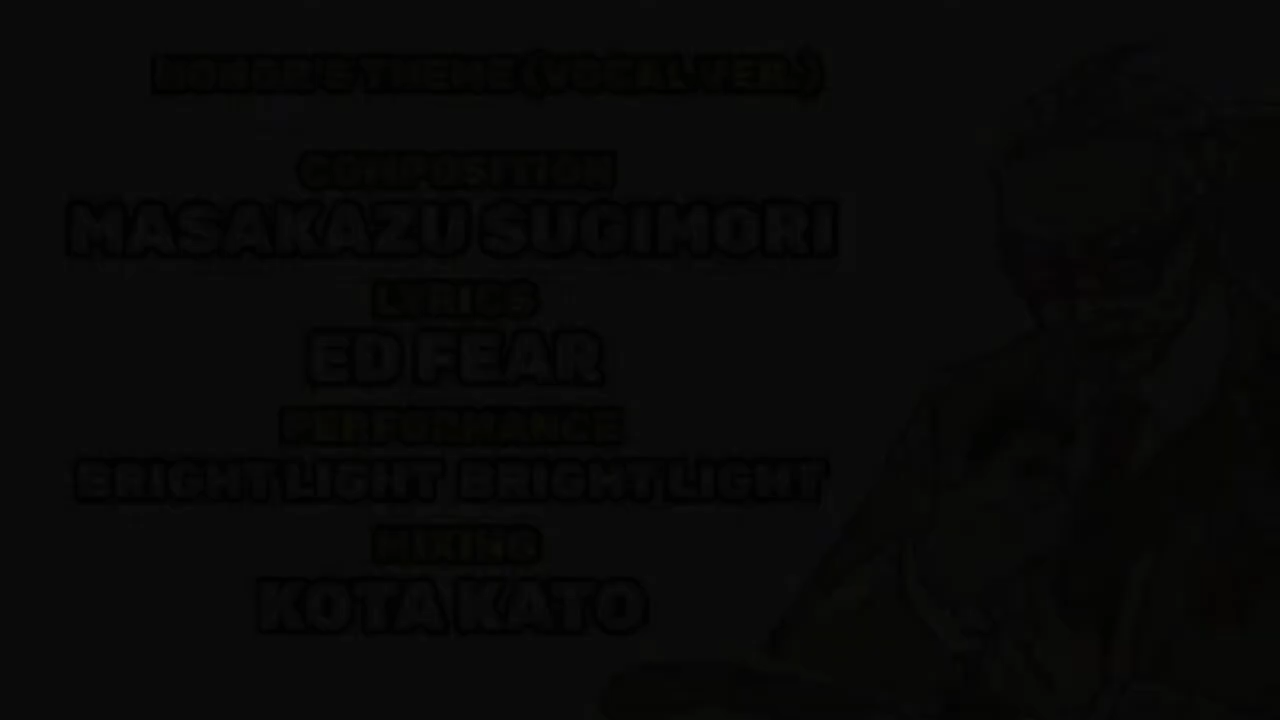 THEME (VOCAL VER.)
COMPOSITION
MASAKAZU SUGIMORI
LYRICS
ED FEAR
PERFORMANCE
BRIGHT LIGHT BRIGHT LIGHT
MIXING
KOTA KATO